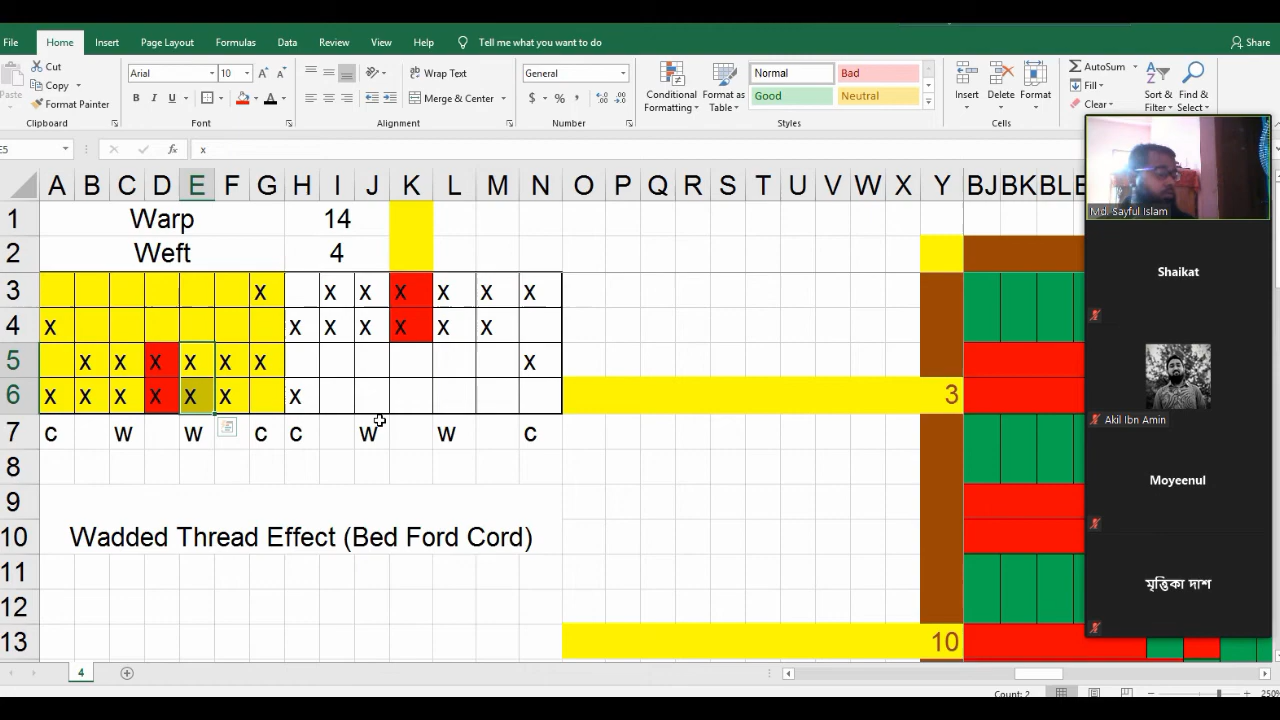 File Home Insert Page Layout Formulas Data Review View Help Tell me what you want to do Share
Cut
Copy
Format Painter
Paste
Clipboard
Arial 10
B I U
Font
Wrap Text
Merge & Center
Alignment
General
$ % ,
Number
Conditional Formatting
Format as Table
Normal Bad
Good Neutral
Styles
Insert Delete Format
Cells
AutoSum
Fill
Clear
Sort & Filter
Find & Select
E5 fx x
A B C D E F G H I J K L M N O P Q R S T U V W X Y BJ BK BL
1 Warp 14
2 Weft 4
3 x x x x x x x
4 x x x x x x x
5 x x x x x x x
6 x x x x x x x 3
7 c w w c c w w c
8
9
10 Wadded Thread Effect (Bed Ford Cord)
11
12
13 10
4
Count: 2 250%
Md. Sayful Islam
Shaikat
Akil Ibn Amin
Moyeenul
মৃত্তিকা দাশ